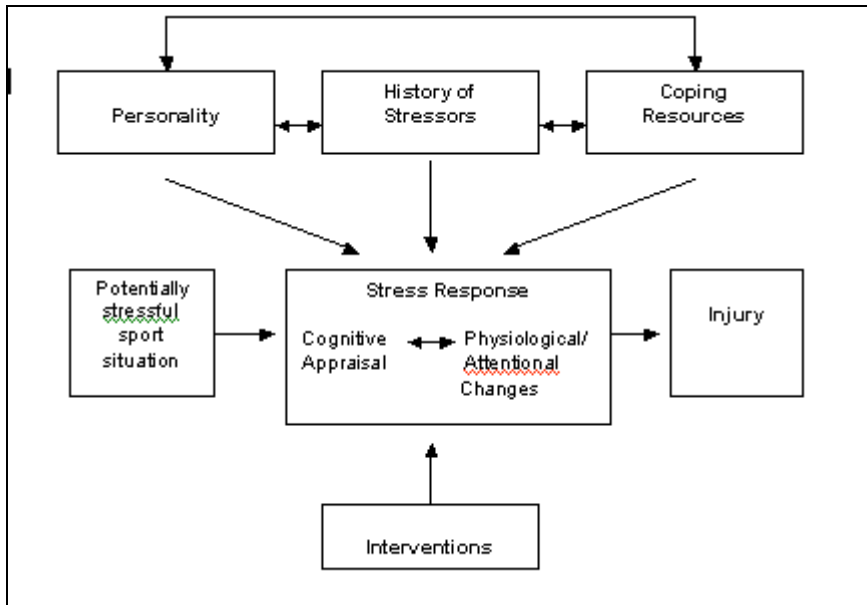 Personality
History of
Stressors
Coping
Resources
Potentially
stressful
sport
situation
Stress Response
Cognitive
Appraisal
Physiological/
Attentional
Changes
Injury
Interventions